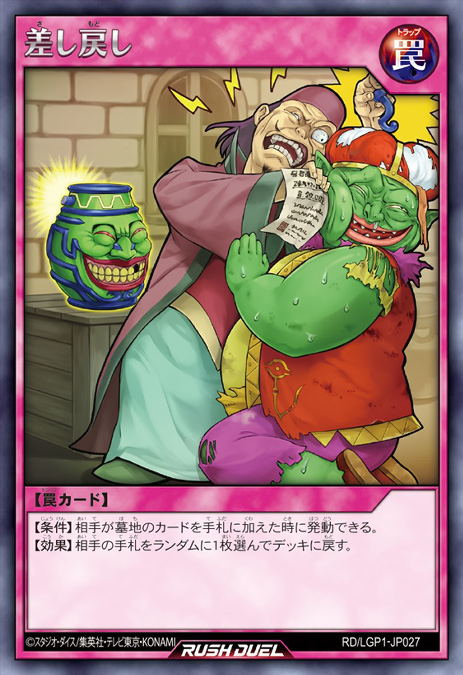 差し戻し
トラップ
罠
【罠カード】
【条件】相手が墓地のカードを手札に加えた時に発動できる。
【効果】相手の手札をランダムに1枚選んでデッキに戻す。
©スタジオ・ダイス/集英社・テレビ東京・KONAMI
RUSH DUEL
RD/LGP1-JP027